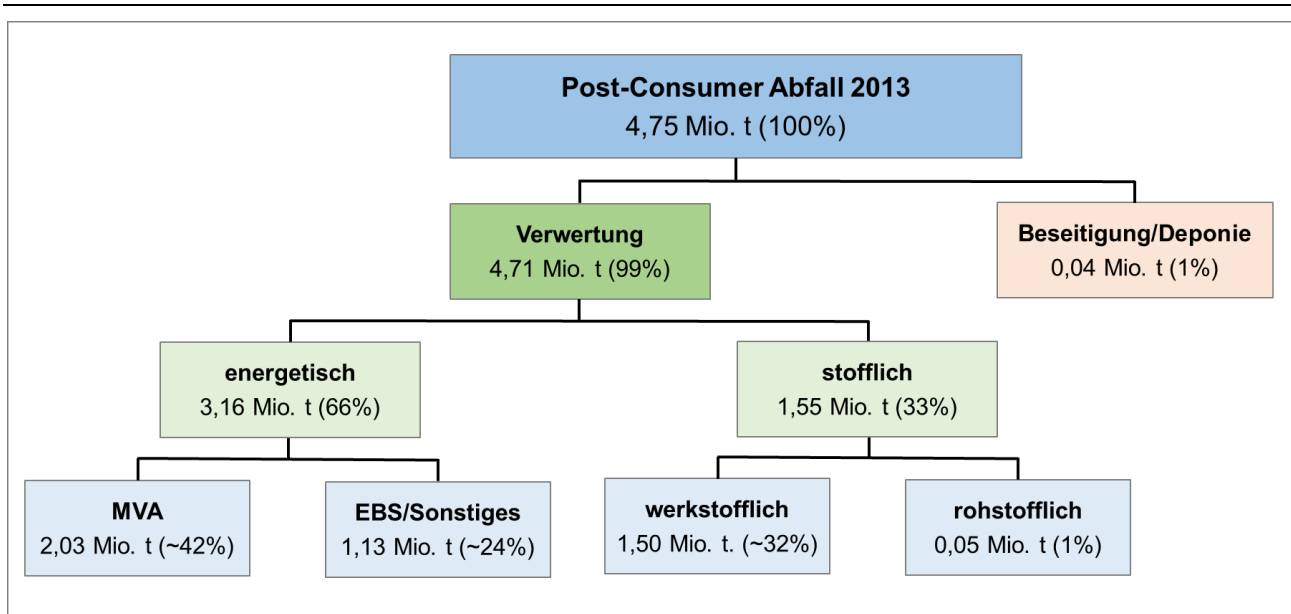 Post-Consumer Abfall 2013
4,75 Mio. t (100%)
Verwertung
4,71 Mio. t (99%)
Beseitigung/Deponie
0,04 Mio. t (1%)
energetisch
3,16 Mio. t (66%)
stofflich
1,55 Mio. t (33%)
MVA
2,03 Mio. t (~42%)
EBS/Sonstiges
1,13 Mio. t (~24%)
werkstofflich
1,50 Mio. t. (~32%)
rohstofflich
0,05 Mio. t (1%)